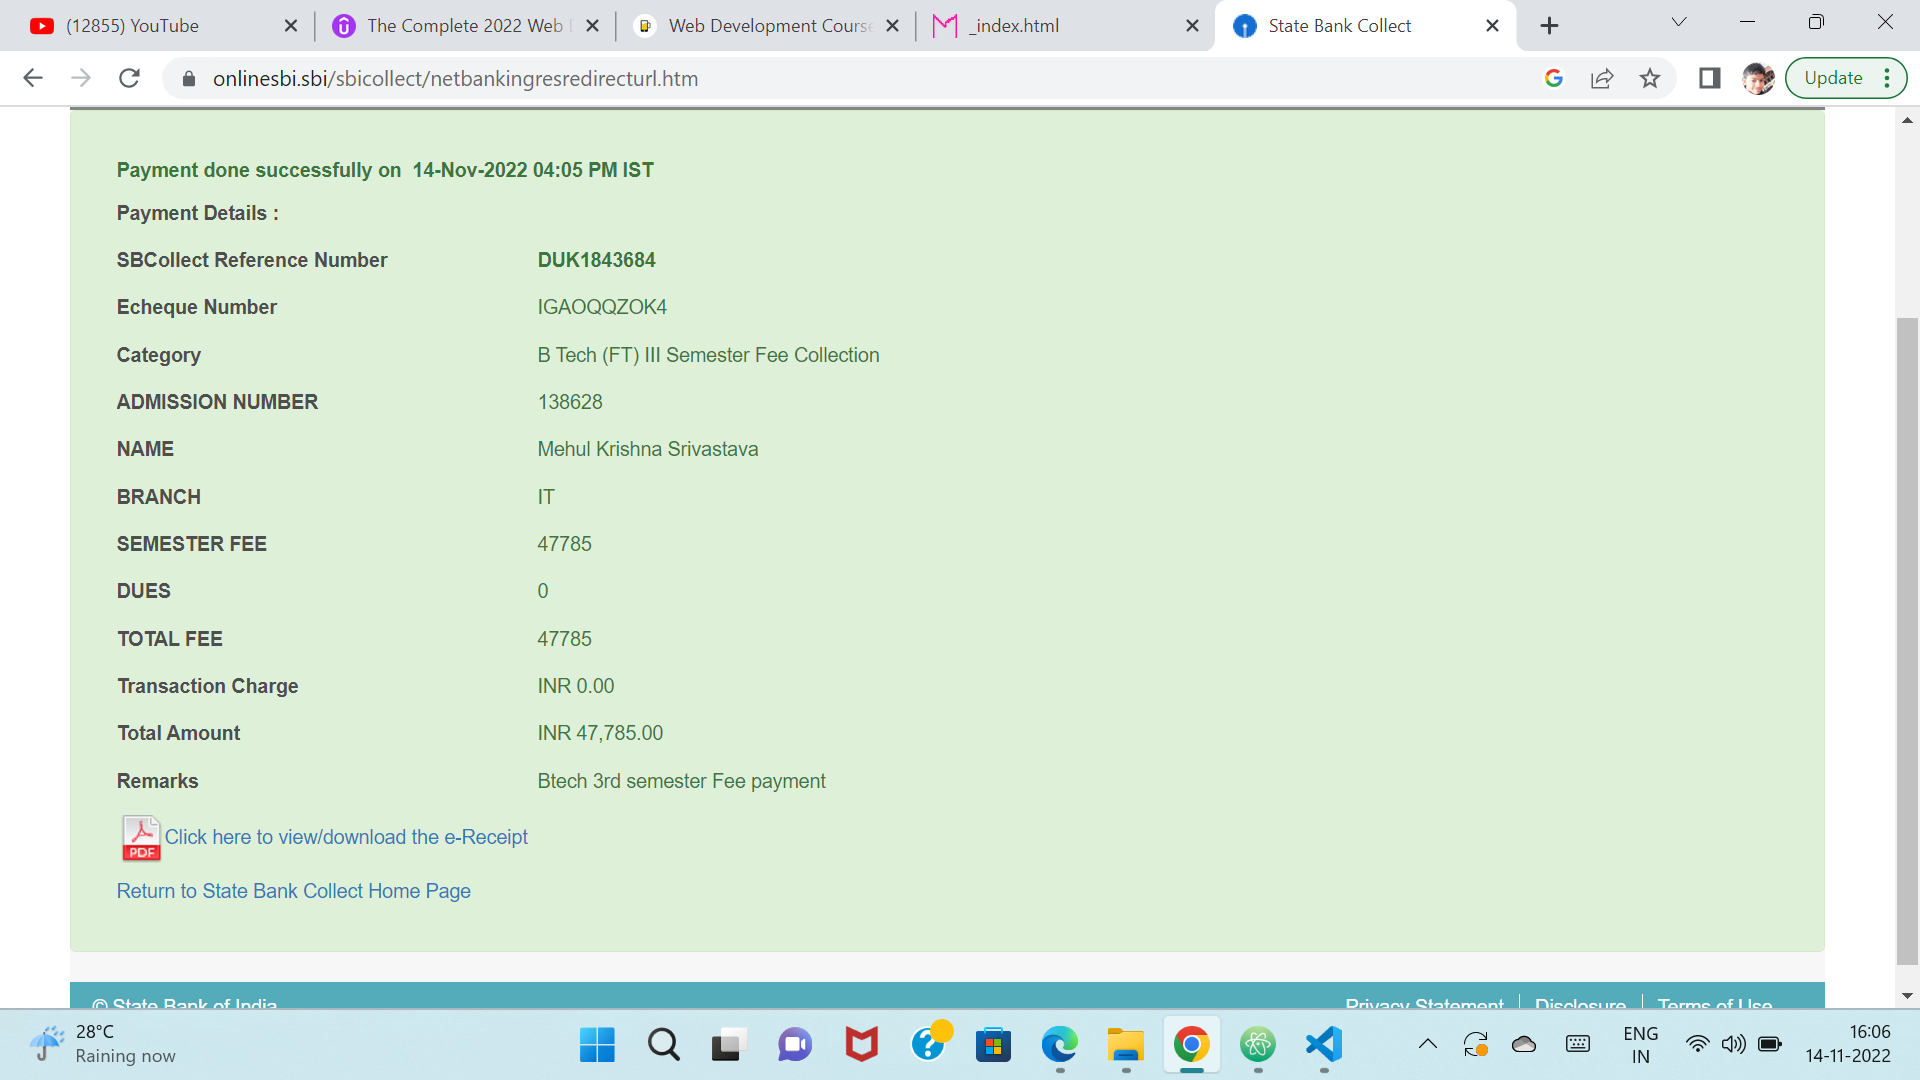 (12855) YouTube
The Complete 2022 Web
Web Development Course
_index.html
State Bank Collect
onlinesbi.sbi/sbicollect/netbankingresredirecturl.htm
Update
Payment done successfully on 14-Nov-2022 04:05 PM IST
Payment Details :
SBCollect Reference Number DUK1843684
Echeque Number IGAOQQZOK4
Category B Tech (FT) III Semester Fee Collection
ADMISSION NUMBER 138628
NAME Mehul Krishna Srivastava
BRANCH IT
SEMESTER FEE 47785
DUES 0
TOTAL FEE 47785
Transaction Charge INR 0.00
Total Amount INR 47,785.00
Remarks Btech 3rd semester Fee payment
PDF Click here to view/download the e-Receipt
Return to State Bank Collect Home Page
© State Bank of India Privacy Statement Disclosure Terms of Use
28°C
Raining now
ENG
IN
16:06
14-11-2022